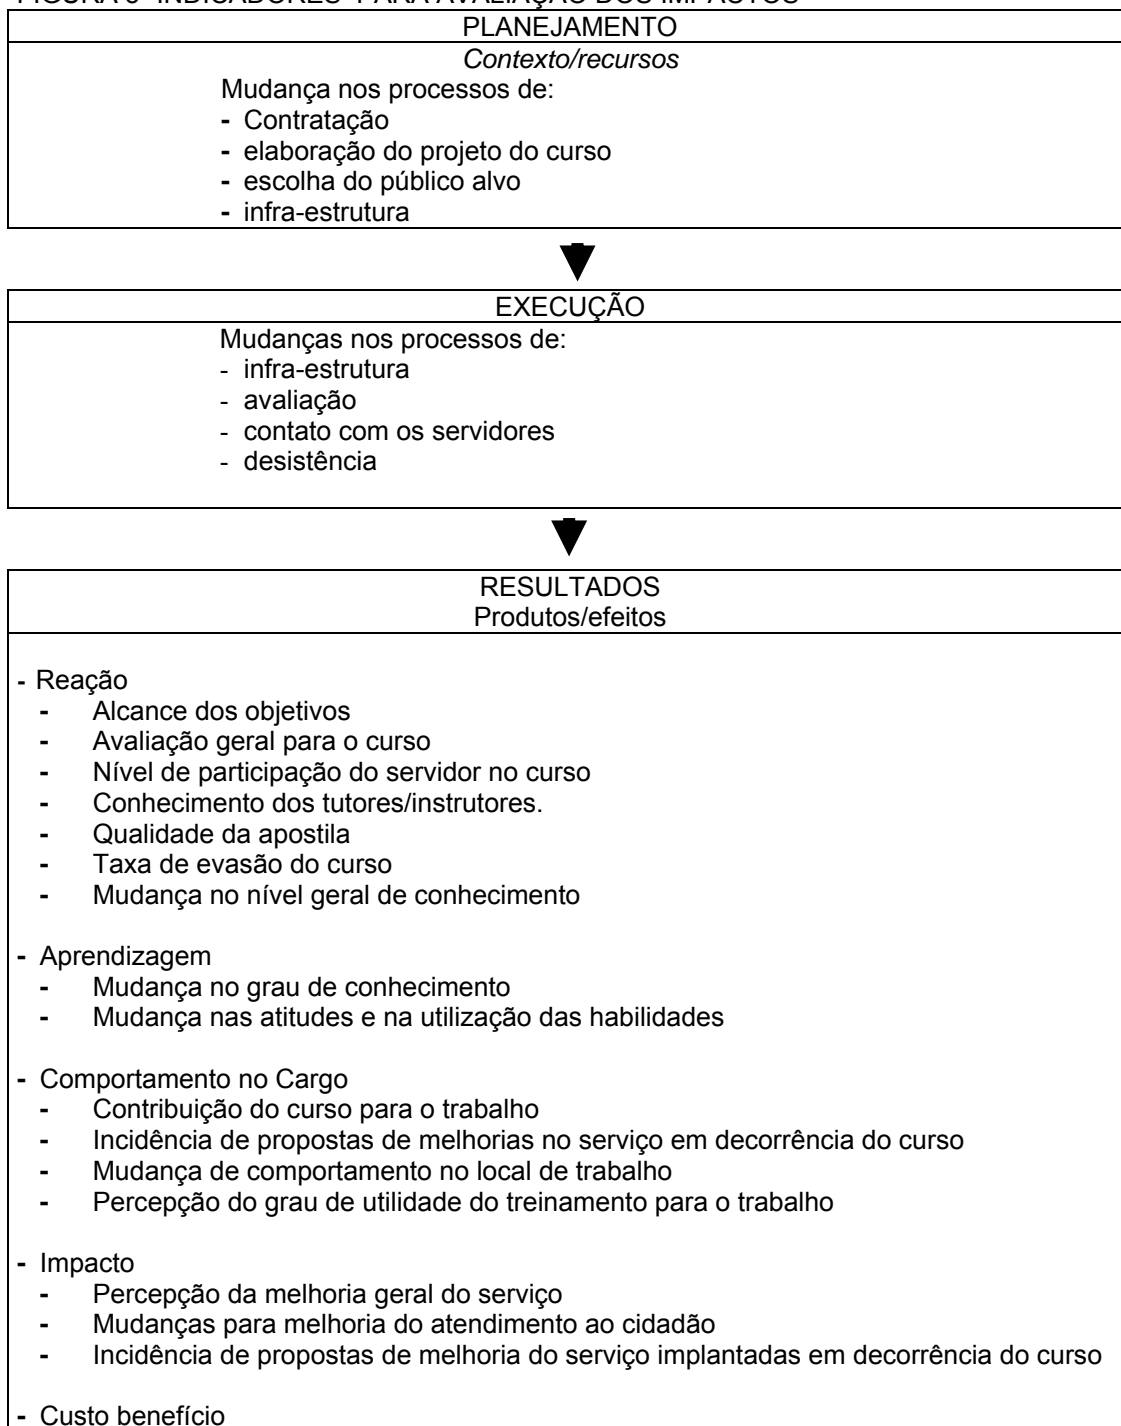 PLANEJAMENTO
Contexto/recursos
Mudança nos processos de:
- Contratação
- elaboração do projeto do curso
- escolha do público alvo
- infra-estrutura
EXECUÇÃO
Mudanças nos processos de:
- infra-estrutura
- avaliação
- contato com os servidores
- desistência
RESULTADOS
Produtos/efeitos
- Reação
- Alcance dos objetivos
- Avaliação geral para o curso
- Nível de participação do servidor no curso
- Conhecimento dos tutores/instrutores.
- Qualidade da apostila
- Taxa de evasão do curso
- Mudança no nível geral de conhecimento
- Aprendizagem
- Mudança no grau de conhecimento
- Mudança nas atitudes e na utilização das habilidades
- Comportamento no Cargo
- Contribuição do curso para o trabalho
- Incidência de propostas de melhorias no serviço em decorrência do curso
- Mudança de comportamento no local de trabalho
- Percepção do grau de utilidade do treinamento para o trabalho
- Impacto
- Percepção da melhoria geral do serviço
- Mudanças para melhoria do atendimento ao cidadão
- Incidência de propostas de melhoria do serviço implantadas em decorrência do curso
- Custo benefício